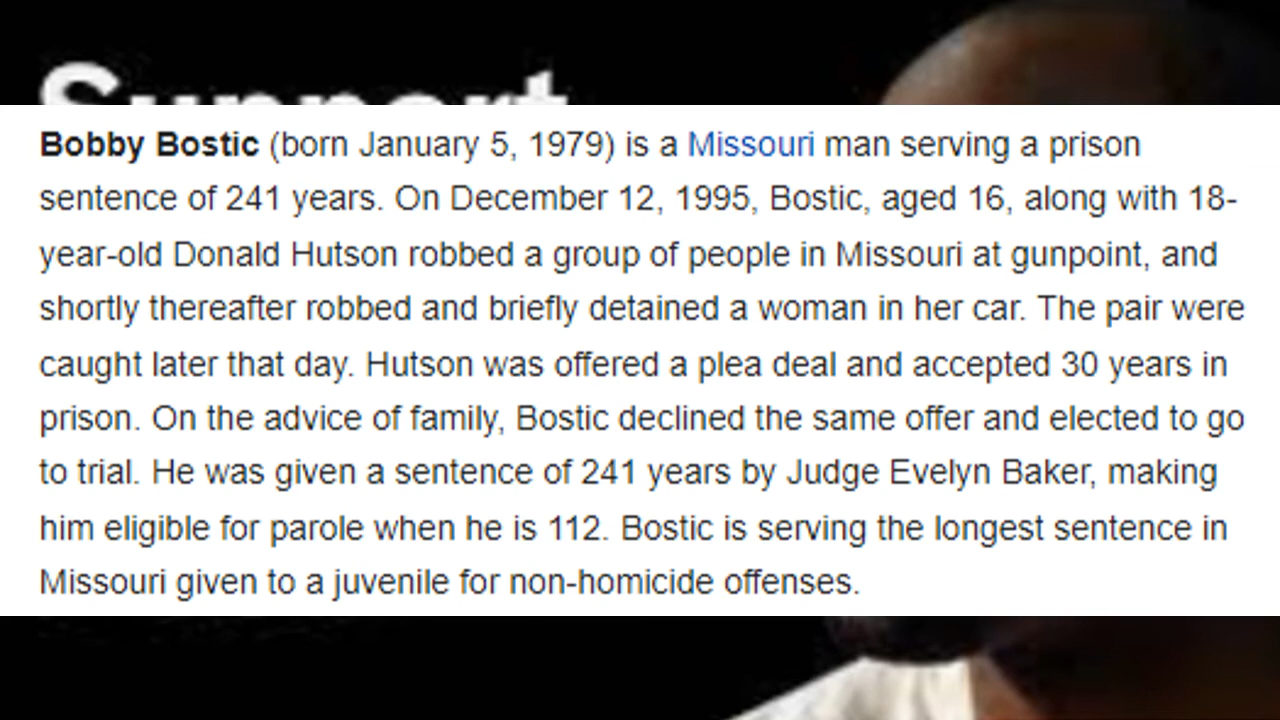 Support
Bobby Bostic (born January 5, 1979) is a Missouri man serving a prison
sentence of 241 years. On December 12, 1995, Bostic, aged 16, along with 18-
year-old Donald Hutson robbed a group of people in Missouri at gunpoint, and
shortly thereafter robbed and briefly detained a woman in her car. The pair were
caught later that day. Hutson was offered a plea deal and accepted 30 years in
prison. On the advice of family, Bostic declined the same offer and elected to go
to trial. He was given a sentence of 241 years by Judge Evelyn Baker, making
him eligible for parole when he is 112. Bostic is serving the longest sentence in
Missouri given to a juvenile for non-homicide offenses.